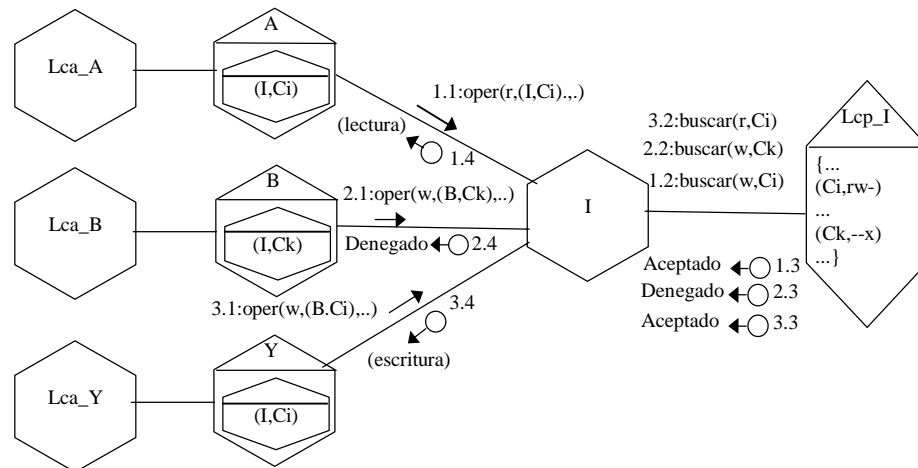 A
Lca_A
(I,Ci)
1.1:oper(r,(I,Ci).,.)
(lectura)
1.4
B
Lca_B
(I,Ck)
2.1:oper(w,(B,Ck),..)
Denegado
2.4
3.1:oper(w,(B.Ci),..)
3.4
(escritura)
Y
Lca_Y
(I,Ci)
I
3.2:buscar(r,Ci)
2.2:buscar(w,Ck)
1.2:buscar(w,Ci)
Aceptado
1.3
Denegado
2.3
Aceptado
3.3
Lcp_I
{...
(Ci,rw-)
...
(Ck,--x)
...}